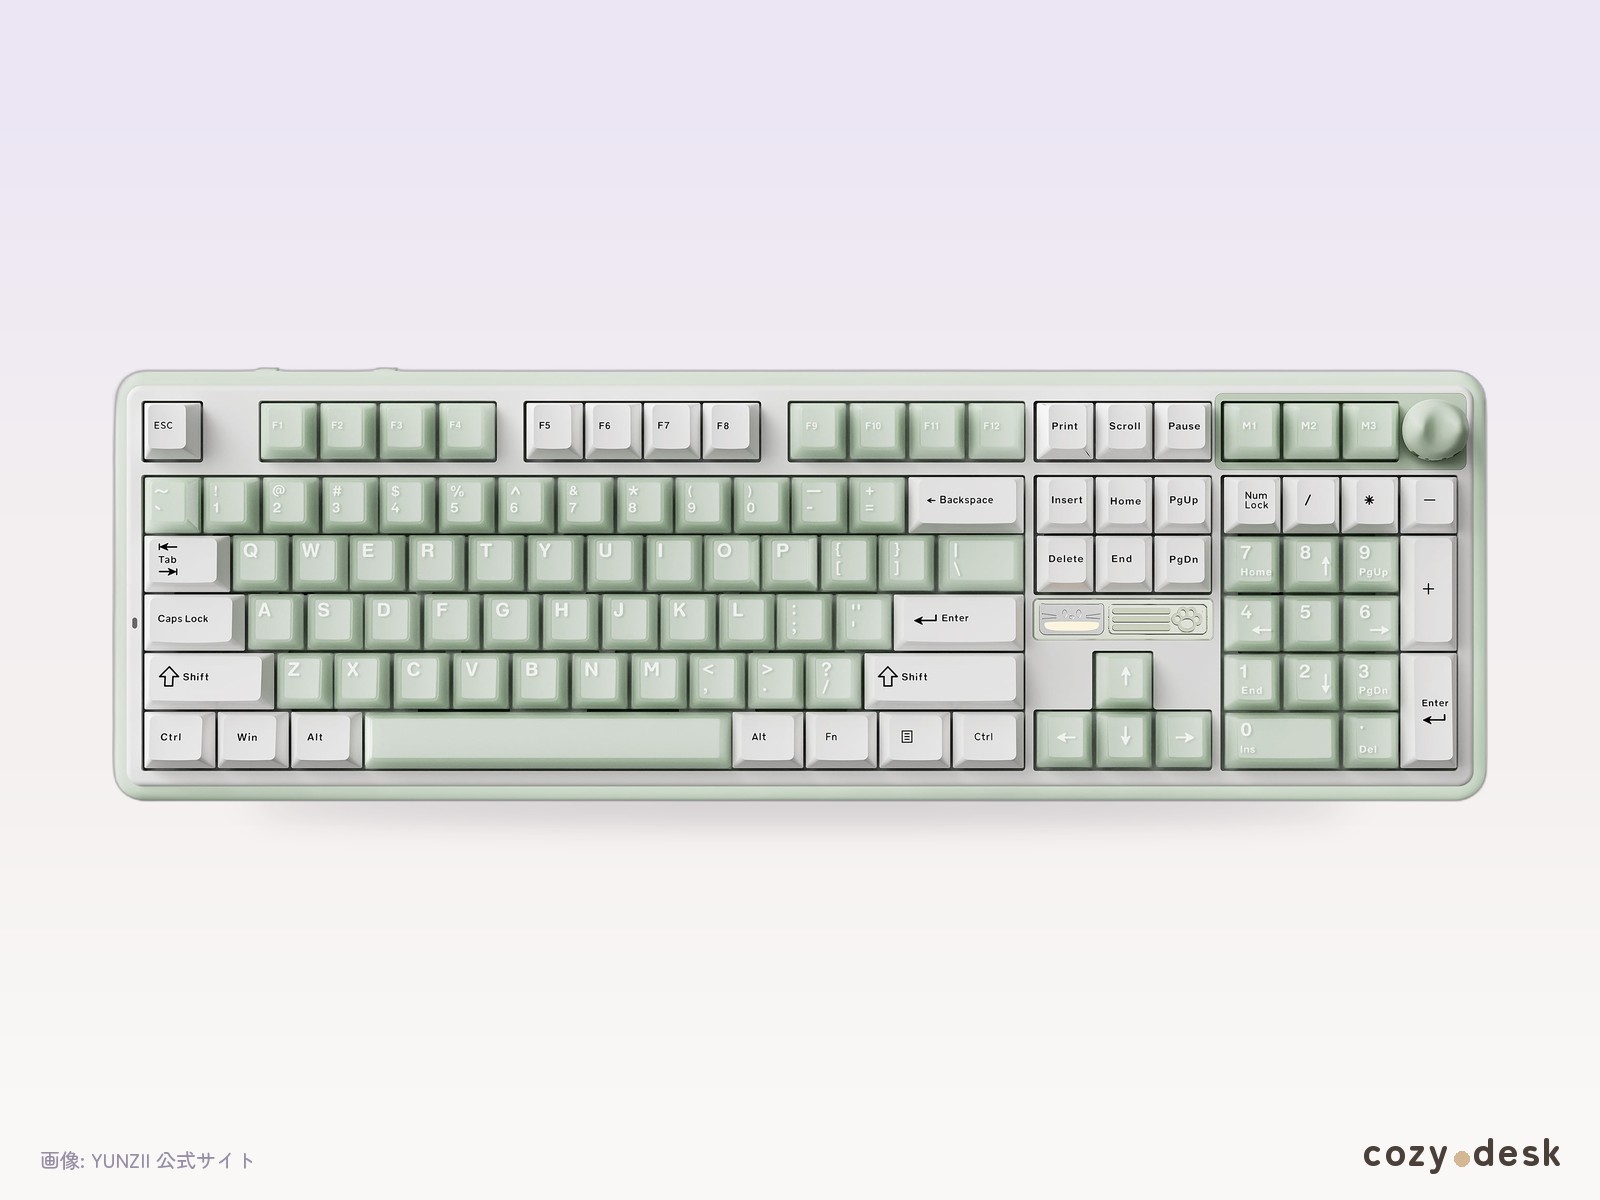 ESC F1 F2 F3 F4 F5 F6 F7 F8 F9 F10 F11 F12 Print Scroll Pause M1 M2 M3
~ ! @ # $ % ^ & * ( ) — +
` 1 2 3 4 5 6 7 8 9 0 - = ← Backspace Insert Home PgUp Num Lock / ✱ —
Tab Q W E R T Y U I O P { [ } ] | \ Delete End PgDn 7 Home 8 ↑ 9 PgUp +
Caps Lock A S D F G H J K L : ; " ' Enter 4 ← 5 6 →
Shift Z X C V B N M < , > . ? / Shift ↑ 1 End 2 ↓ 3 PgDn Enter
Ctrl Win Alt Alt Fn Ctrl ← ↓ → 0 Ins . Del
画像: YUNZII 公式サイト
cozy desk